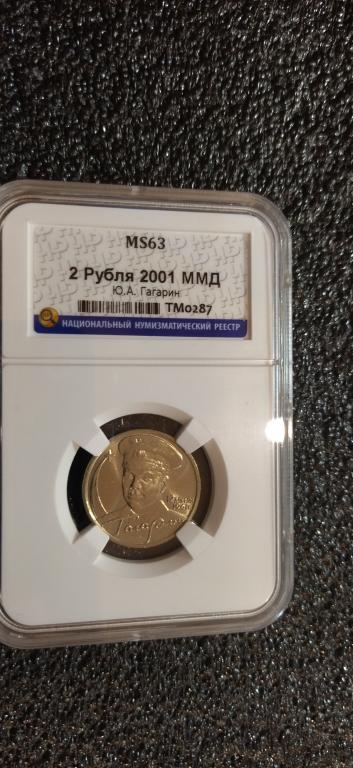 MS63
2 Рубля 2001 ММД
Ю.А. Гагарин
TM0287
НАЦИОНАЛЬНЫЙ НУМИЗМАТИЧЕСКИЙ РЕЕСТР
Гагарин